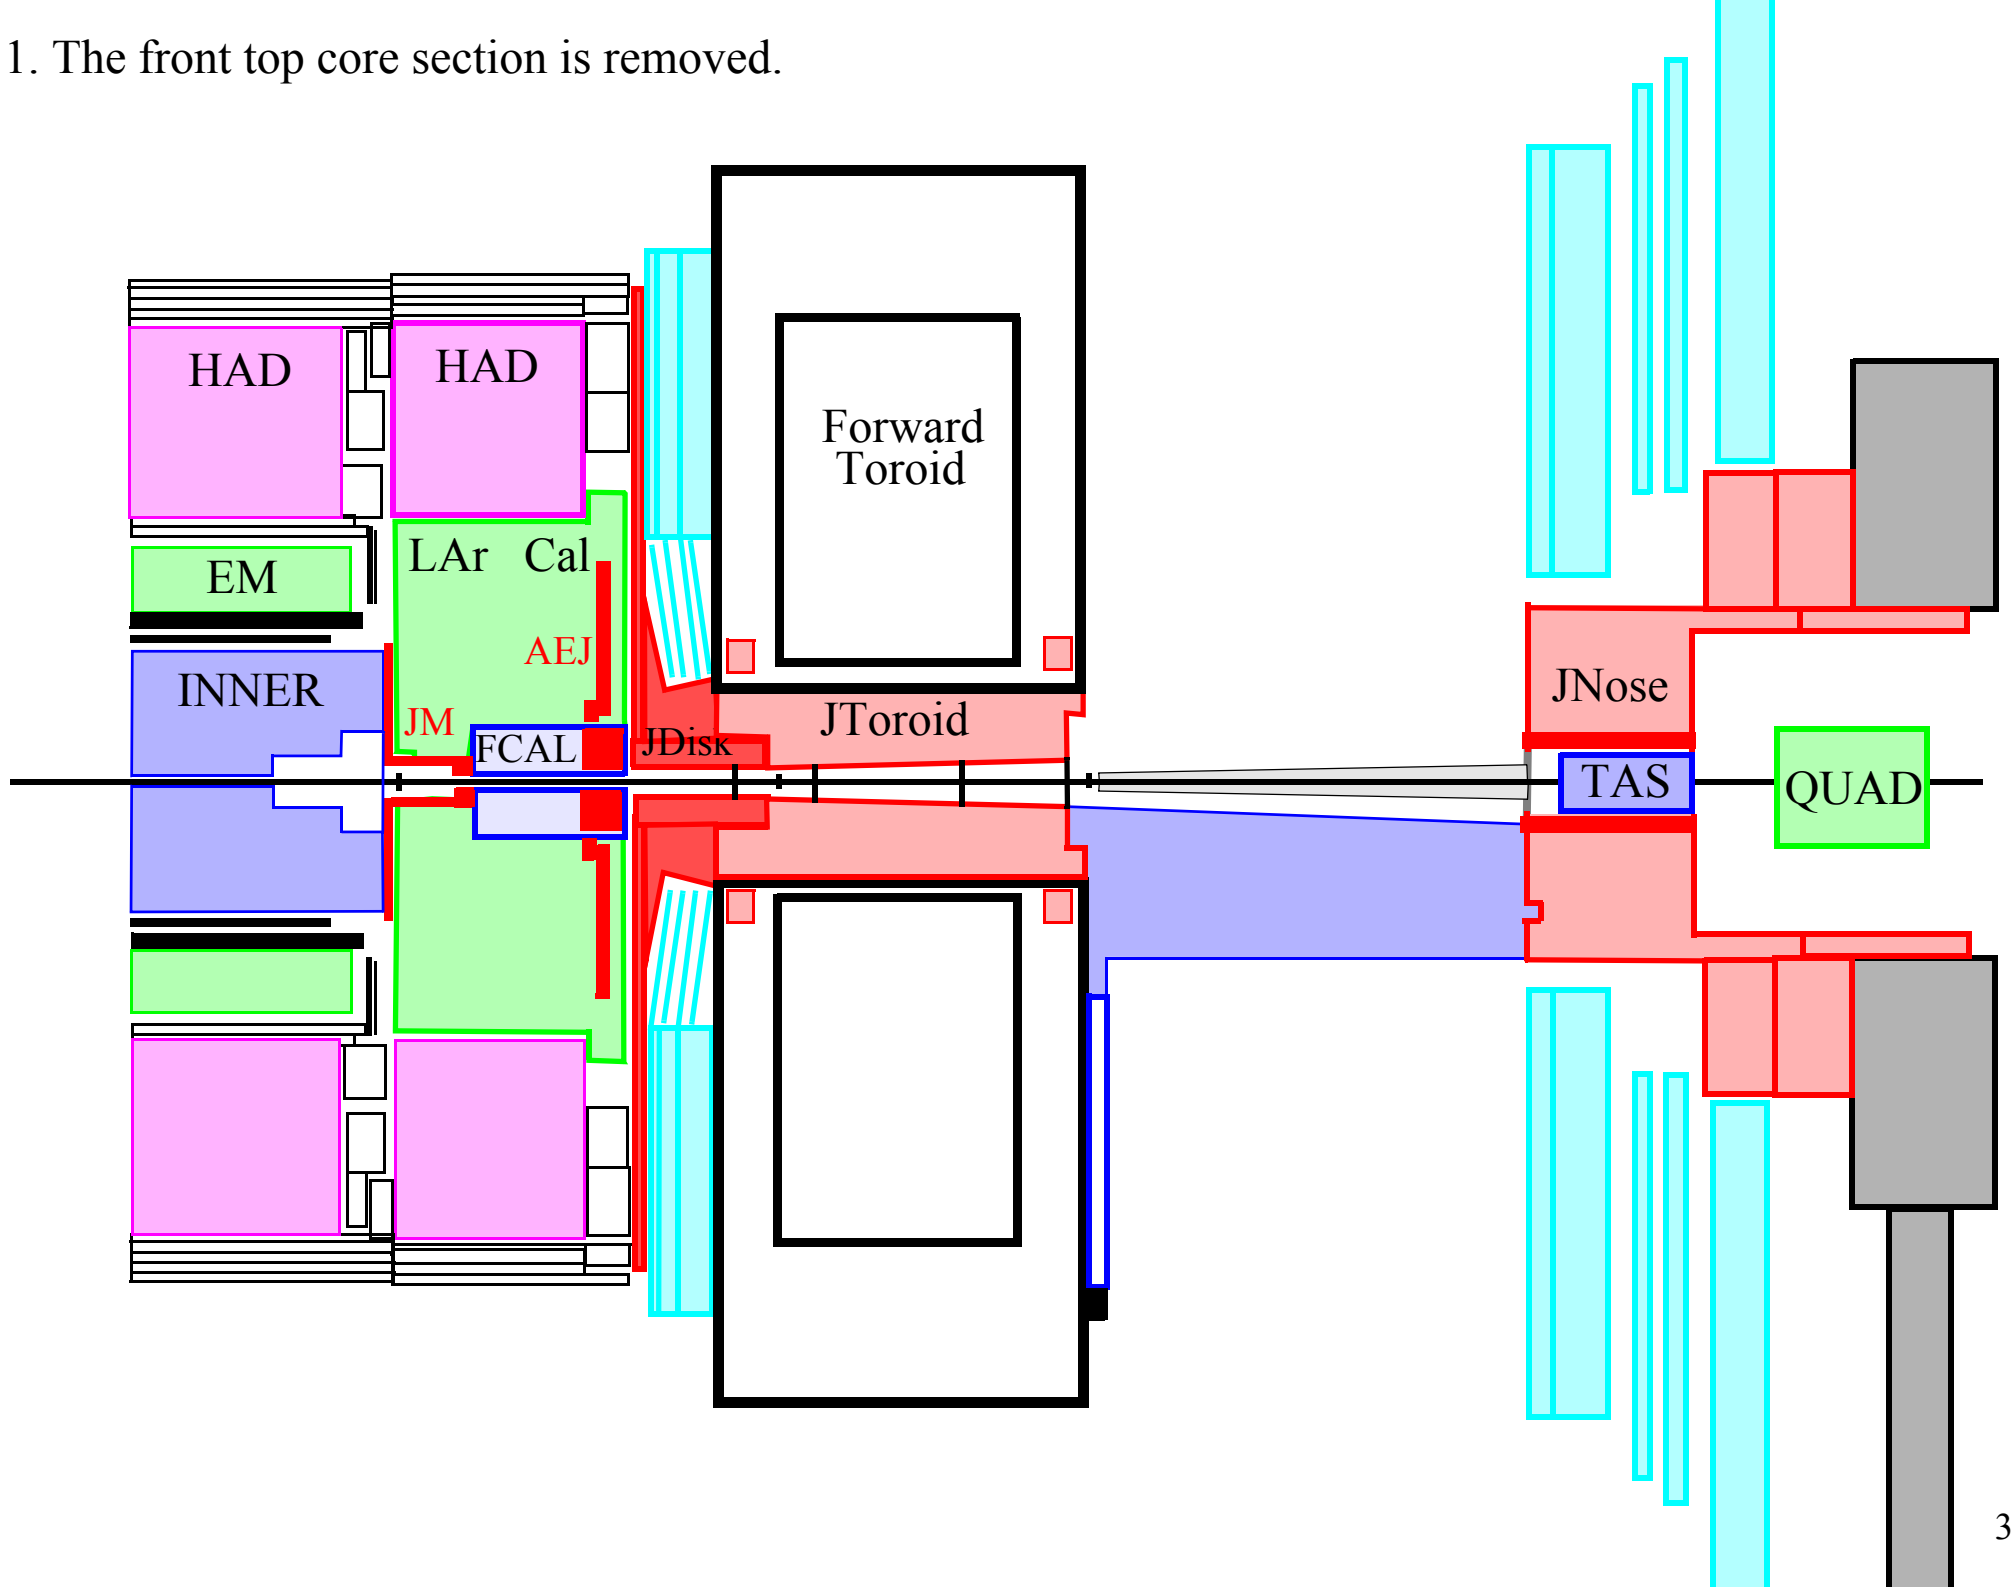 1. The front top core section is removed.
HAD
HAD
Forward
Toroid
LAr Cal
EM
AEJ
INNER
JM
FCAL
JDisk
JToroid
JNose
TAS
QUAD
3